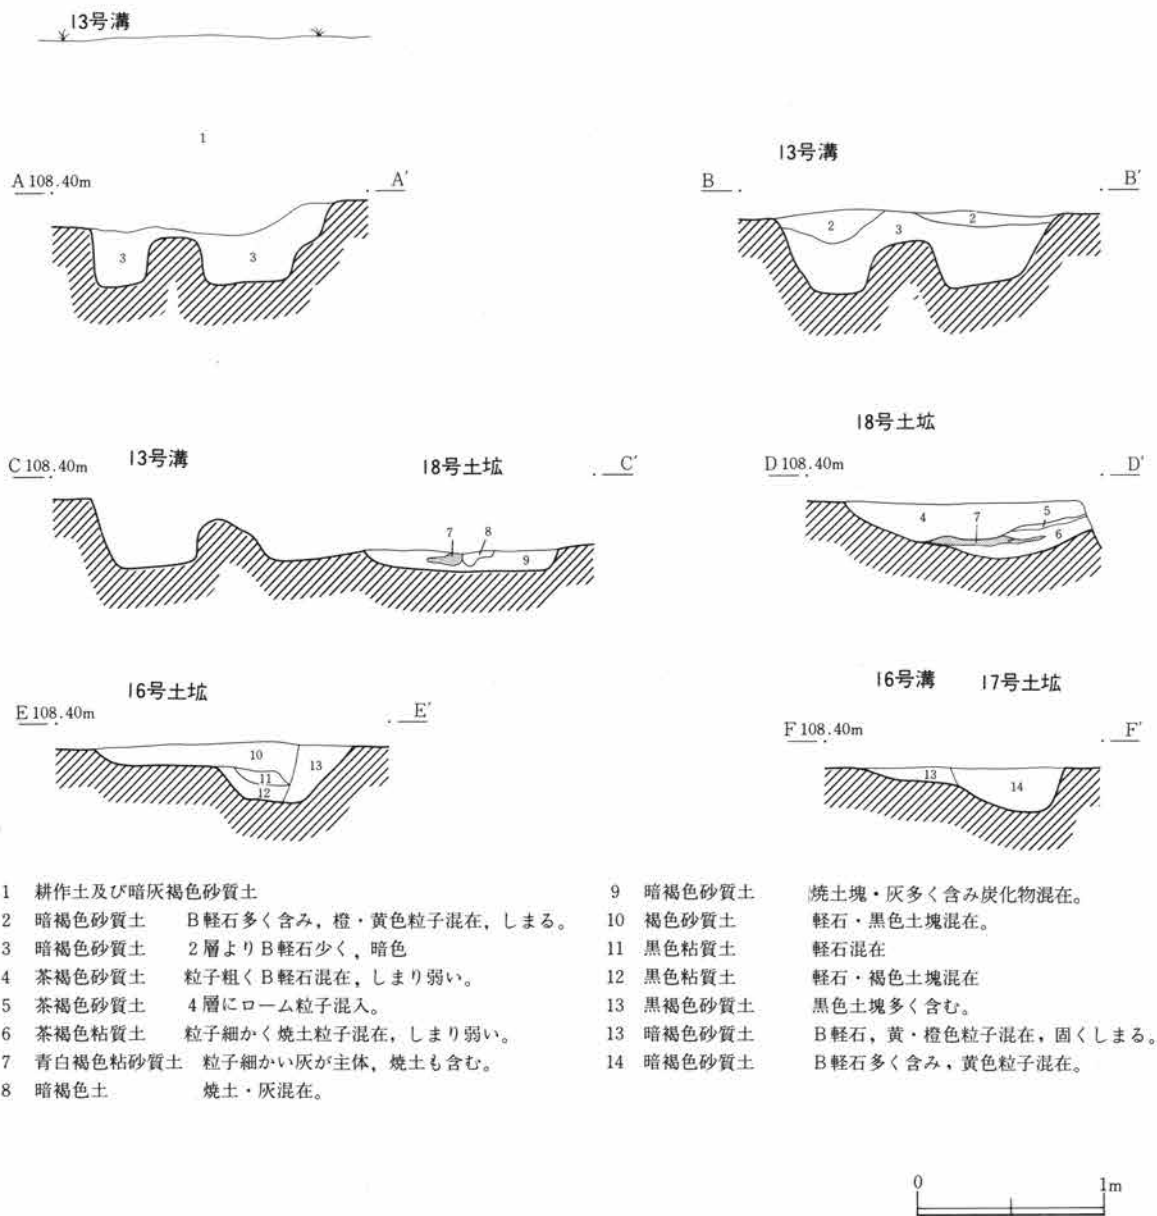 13号溝
1
A 108.40m
A′
3
3
13号溝
B
B′
2
3
2
13号溝
18号土拡
C 108.40m
C′
7
8
9
18号土拡
D 108.40m
D′
4
7
5
6
16号土拡
E 108.40m
E′
10
11
12
13
16号溝 17号土拡
F 108.40m
F′
13
14
1 耕作土及び暗灰褐色砂質土
2 暗褐色砂質土 B軽石多く含み，橙・黄色粒子混在，しまる。
3 暗褐色砂質土 2層よりB軽石少く，暗色
4 茶褐色砂質土 粒子粗くB軽石混在，しまり弱い。
5 茶褐色砂質土 4層にローム粒子混入。
6 茶褐色粘質土 粒子細かく焼土粒子混在，しまり弱い。
7 青白褐色粘砂質土 粒子細かい灰が主体，焼土も含む。
8 暗褐色土 焼土・灰混在。
9 暗褐色砂質土 焼土塊・灰多く含み炭化物混在。
10 褐色砂質土 軽石・黒色土塊混在。
11 黒色粘質土 軽石混在
12 黒色粘質土 軽石・褐色土塊混在
13 黒褐色砂質土 黒色土塊多く含む。
13 暗褐色砂質土 B軽石，黄・橙色粒子混在，固くしまる。
14 暗褐色砂質土 B軽石多く含み，黄色粒子混在。
0 1m